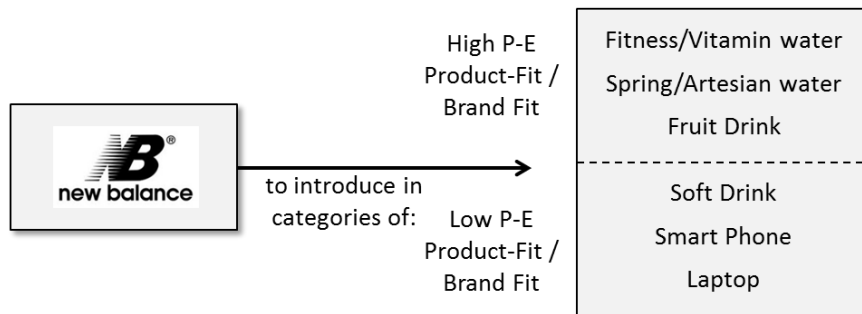 NB®
new balance
to introduce in
categories of:
High P-E
Product-Fit /
Brand Fit
Low P-E
Product-Fit /
Brand Fit
Fitness/Vitamin water
Spring/Artesian water
Fruit Drink
Soft Drink
Smart Phone
Laptop